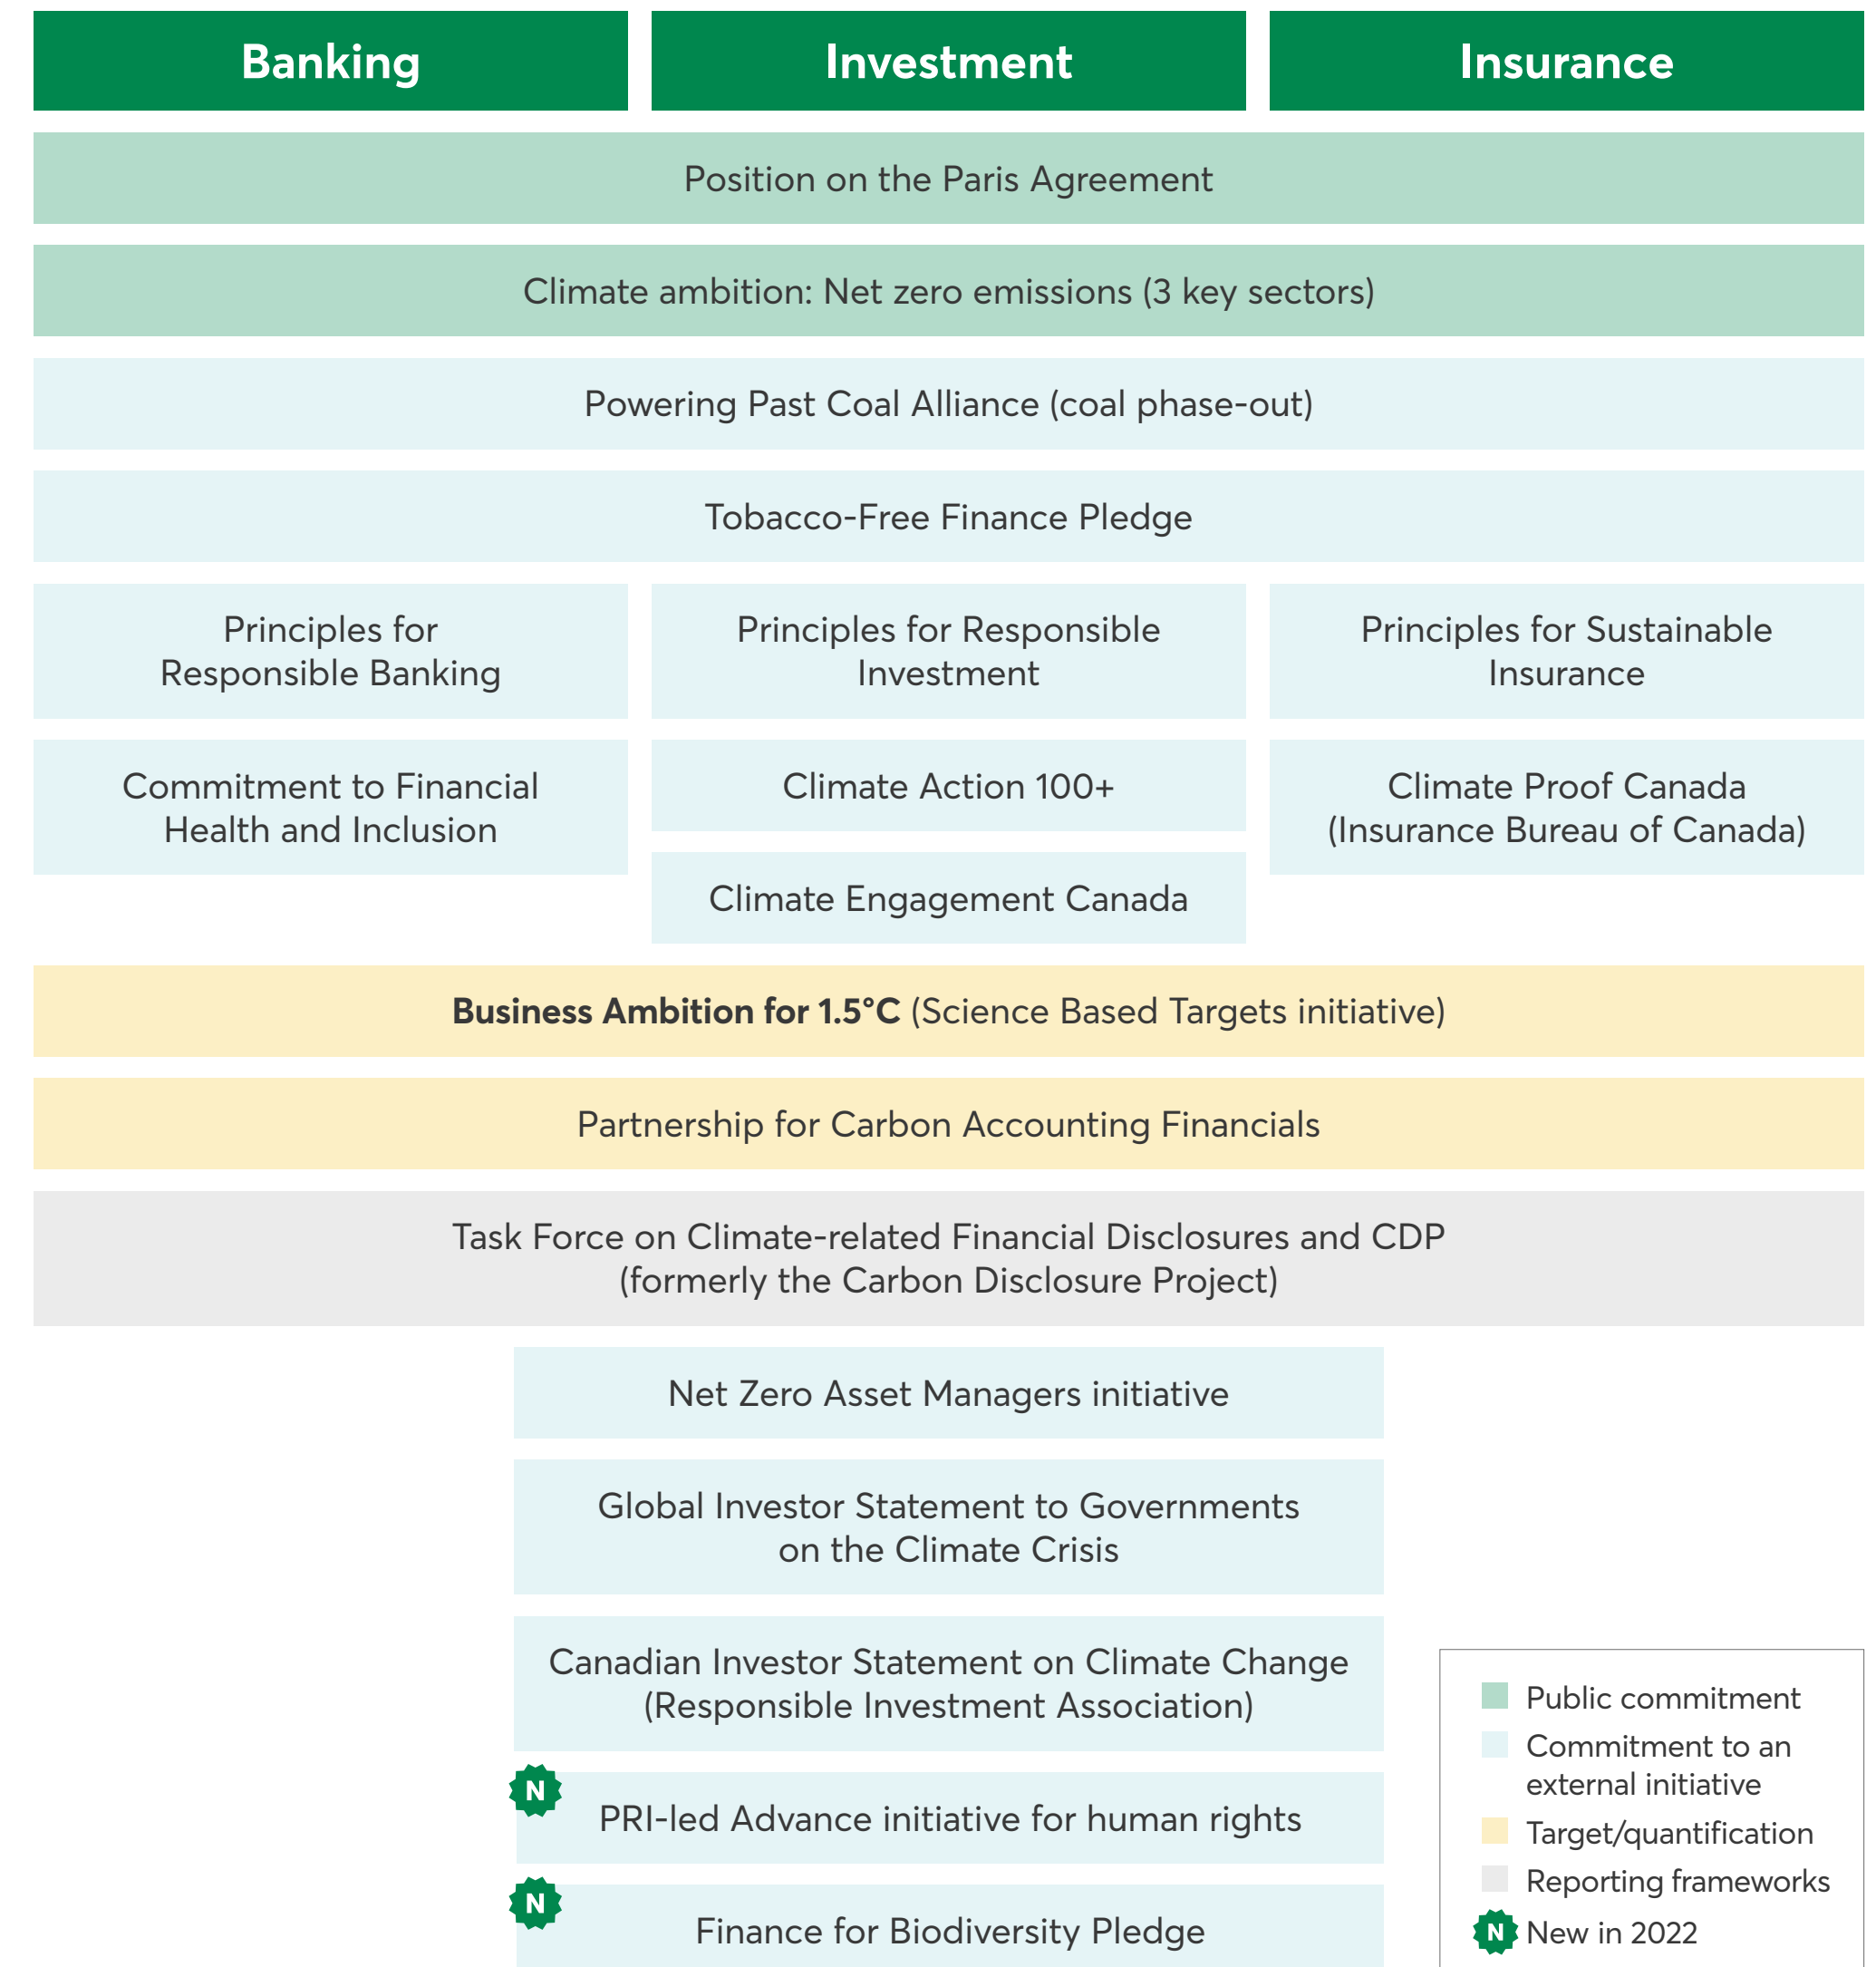 Banking
Investment
Insurance
Position on the Paris Agreement
Climate ambition: Net zero emissions (3 key sectors)
Powering Past Coal Alliance (coal phase-out)
Tobacco-Free Finance Pledge
Principles for
Responsible Banking
Principles for Responsible
Investment
Principles for Sustainable
Insurance
Commitment to Financial
Health and Inclusion
Climate Action 100+
Climate Engagement Canada
Climate Proof Canada
(Insurance Bureau of Canada)
Business Ambition for 1.5°C (Science Based Targets initiative)
Partnership for Carbon Accounting Financials
Task Force on Climate-related Financial Disclosures and CDP
(formerly the Carbon Disclosure Project)
Net Zero Asset Managers initiative
Global Investor Statement to Governments
on the Climate Crisis
Canadian Investor Statement on Climate Change
(Responsible Investment Association)
N
PRI-led Advance initiative for human rights
N
Finance for Biodiversity Pledge
Public commitment
Commitment to an
external initiative
Target/quantification
Reporting frameworks
N New in 2022